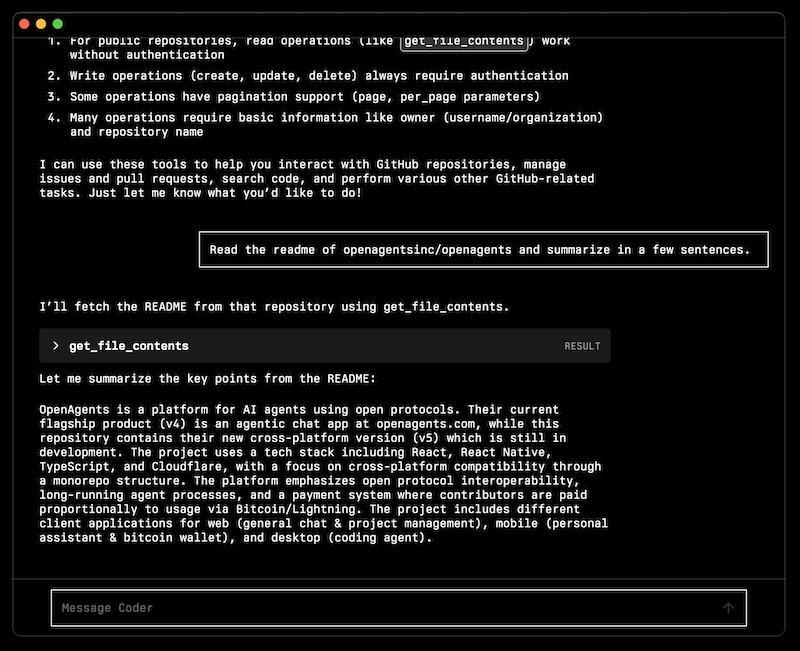 1. For public repositories, read operations (like get_file_contents) work
without authentication
2. Write operations (create, update, delete) always require authentication
3. Some operations have pagination support (page, per_page parameters)
4. Many operations require basic information like owner (username/organization)
and repository name
I can use these tools to help you interact with GitHub repositories, manage
issues and pull requests, search code, and perform various other GitHub-related
tasks. Just let me know what you’d like to do!
Read the readme of openagentsinc/openagents and summarize in a few sentences.
I’ll fetch the README from that repository using get_file_contents.
get_file_contents RESULT
Let me summarize the key points from the README:
OpenAgents is a platform for AI agents using open protocols. Their current
flagship product (v4) is an agentic chat app at openagents.com, while this
repository contains their new cross-platform version (v5) which is still in
development. The project uses a tech stack including React, React Native,
TypeScript, and Cloudflare, with a focus on cross-platform compatibility through
a monorepo structure. The platform emphasizes open protocol interoperability,
long-running agent processes, and a payment system where contributors are paid
proportionally to usage via Bitcoin/Lightning. The project includes different
client applications for web (general chat & project management), mobile (personal
assistant & bitcoin wallet), and desktop (coding agent).
Message Coder